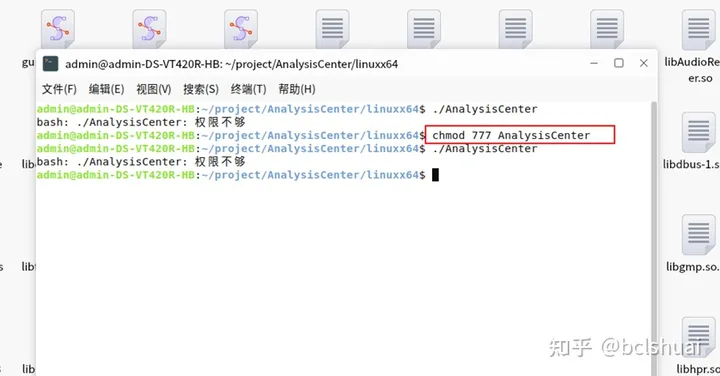 gu
libAudioRe
er.so
admin@admin-DS-VT420R-HB: ~/project/AnalysisCenter/linuxx64
文件(F) 编辑(E) 视图(V) 搜索(S) 终端(T) 帮助(H)
admin@admin-DS-VT420R-HB:~/project/AnalysisCenter/linuxx64$ ./AnalysisCenter
bash: ./AnalysisCenter: 权限不够
admin@admin-DS-VT420R-HB:~/project/AnalysisCenter/linuxx64$ chmod 777 AnalysisCenter
admin@admin-DS-VT420R-HB:~/project/AnalysisCenter/linuxx64$ ./AnalysisCenter
bash: ./AnalysisCenter: 权限不够
admin@admin-DS-VT420R-HB:~/project/AnalysisCenter/linuxx64$
libdbus-1.s
libgmp.so.
知乎 @bclshuai
libhpr.so